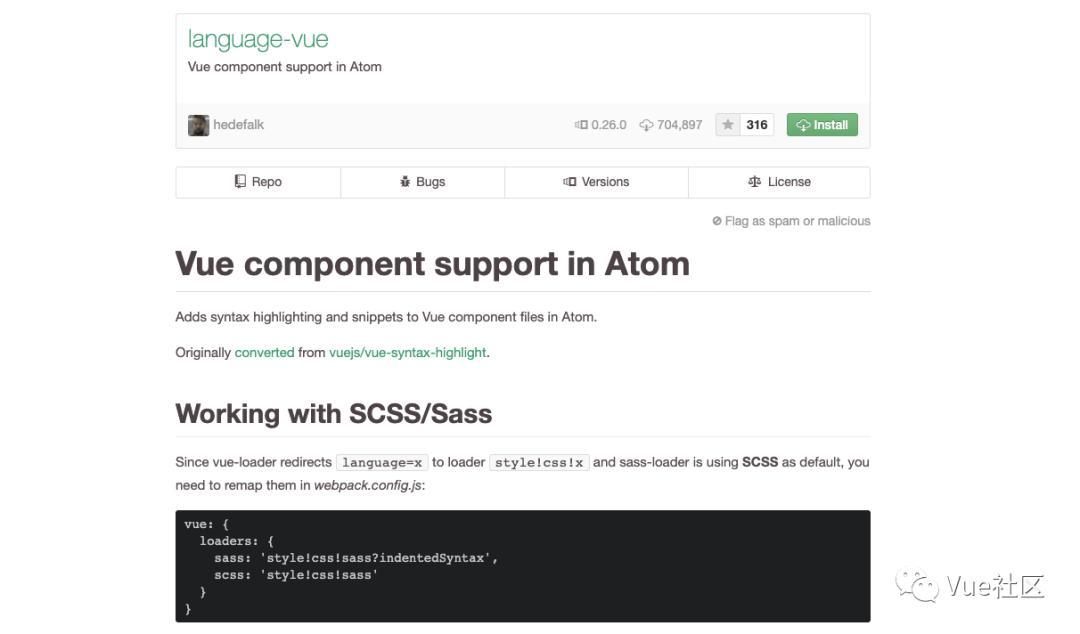 language-vue
Vue component support in Atom
hedefalk
0.26.0
704,897
316
Install
Repo
Bugs
Versions
License
Flag as spam or malicious
Vue component support in Atom
Adds syntax highlighting and snippets to Vue component files in Atom.
Originally converted from vuejs/vue-syntax-highlight.
Working with SCSS/Sass
Since vue-loader redirects language=x to loader style!css!x and sass-loader is using SCSS as default, you
need to remap them in webpack.config.js:
vue: {
  loaders: {
    sass: 'style!css!sass?indentedSyntax',
    scss: 'style!css!sass'
  }
}
Vue社区